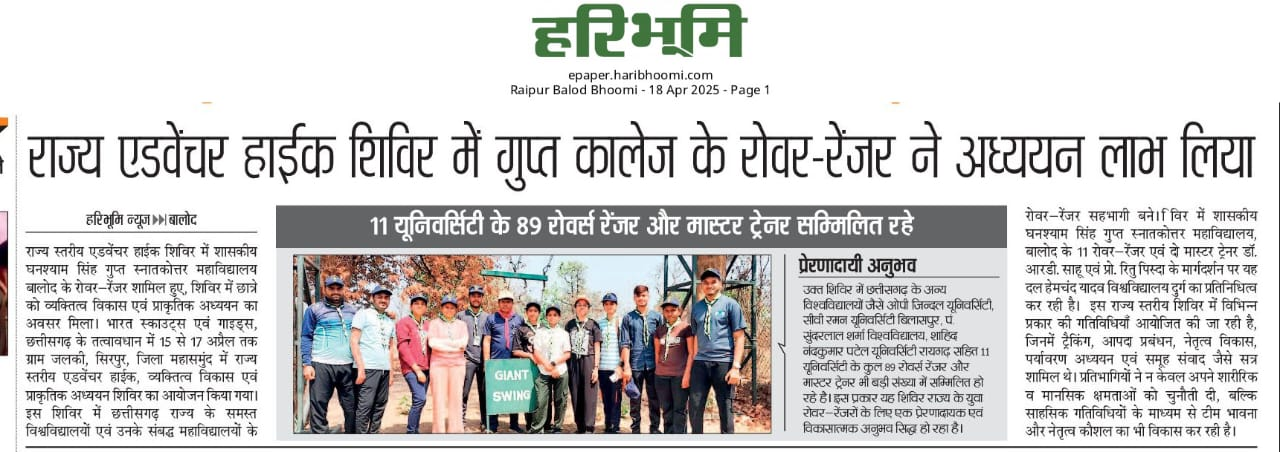 हरिभूमि
epaper.haribhoomi.com
Raipur Balod Bhoomi - 18 Apr 2025 - Page 1
राज्य एडवेंचर हाईक शिविर में गुप्त कालेज के रोवर-रेंजर ने अध्ययन लाभ लिया
हरिभूमि न्यूज▶▶बालोद
राज्य स्तरीय एडवेंचर हाईक शिविर में शासकीय
घनश्याम सिंह गुप्त स्नातकोत्तर महाविद्यालय
बालोद के रोवर-रेंजर शामिल हुए, शिविर में छात्रे
को व्यक्तित्व विकास एवं प्राकृतिक अध्ययन का
अवसर मिला। भारत स्काउट्स एवं गाइड्स,
छत्तीसगढ़ के तत्वावधान में 15 से 17 अप्रैल तक
ग्राम जलकी, सिरपुर, जिला महासमुंद में राज्य
स्तरीय एडवेंचर हाईक, व्यक्तित्व विकास एवं
प्राकृतिक अध्ययन शिविर का आयोजन किया गया।
इस शिविर में छत्तीसगढ़ राज्य के समस्त
विश्वविद्यालयों एवं उनके संबद्ध महाविद्यालयों के
11 यूनिवर्सिटी के 89 रोवर्स रेंजर और मास्टर ट्रेनर सम्मिलित रहे
GIANT
SWING
प्रेरणादायी अनुभव
उक्त शिविर में छत्तीसगढ़ के अन्य
विश्वविद्यालयों जैसे ओपी जिन्दल यूनिवर्सिटी,
सीवी रमन यूनिवर्सिटी बिलासपुर, पं.
सुंदरलाल शर्मा विश्वविद्यालय, शाहिद
नंदकुमार पटेल यूनिवर्सिटी रायगढ़ सहित 11
यूनिवर्सिटी के कुल 89 रोवर्स रेंजर और
मास्टर ट्रेनर भी बड़ी संख्या में सम्मिलित हो
रहे है। इस प्रकार यह शिविर राज्य के युवा
रोवर-रेंजरों के लिए एक प्रेरणादायक एवं
विकासात्मक अनुभव सिद्ध हो रहा है।
रोवर-रेंजर सहभागी बने। िविर में शासकीय
घनश्याम सिंह गुप्त स्नातकोत्तर महाविद्यालय,
बालोद के 11 रोवर-रेंजर एवं दो मास्टर ट्रेनर डॉ.
आरडी. साहू एवं प्रो. रितु पिस्दा के मार्गदर्शन पर यह
दल हेमचंद यादव विश्वविद्यालय दुर्ग का प्रतिनिधित्व
कर रही है। इस राज्य स्तरीय शिविर में विभिन्न
प्रकार की गतिविधियाँ आयोजित की जा रही है,
जिनमें ट्रैकिंग, आपदा प्रबंधन, नेतृत्व विकास,
पर्यावरण अध्ययन एवं समूह संवाद जैसे सत्र
शामिल थे। प्रतिभागियों ने न केवल अपने शारीरिक
व मानसिक क्षमताओं को चुनौती दी, बल्कि
साहसिक गतिविधियों के माध्यम से टीम भावना
और नेतृत्व कौशल का भी विकास कर रही है।